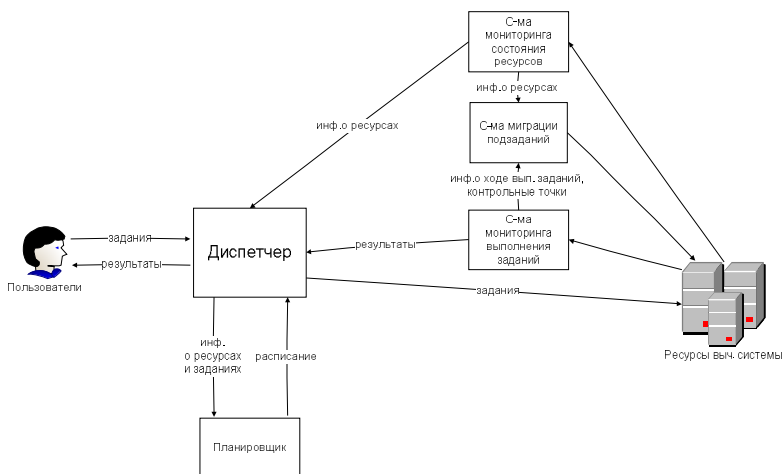 С-ма
мониторинга
состояния
ресурсов
инф.о ресурсах
инф.о ресурсах
С-ма миграции
подзаданий
инф.о ходе вып.заданий,
контрольные точки
С-ма
мониторинга
выполнения
заданий
задания
результаты
Пользователи
Диспетчер
результаты
задания
Ресурсы выч. системы
инф.
о ресурсах
и заданиях
расписание
Планировщик